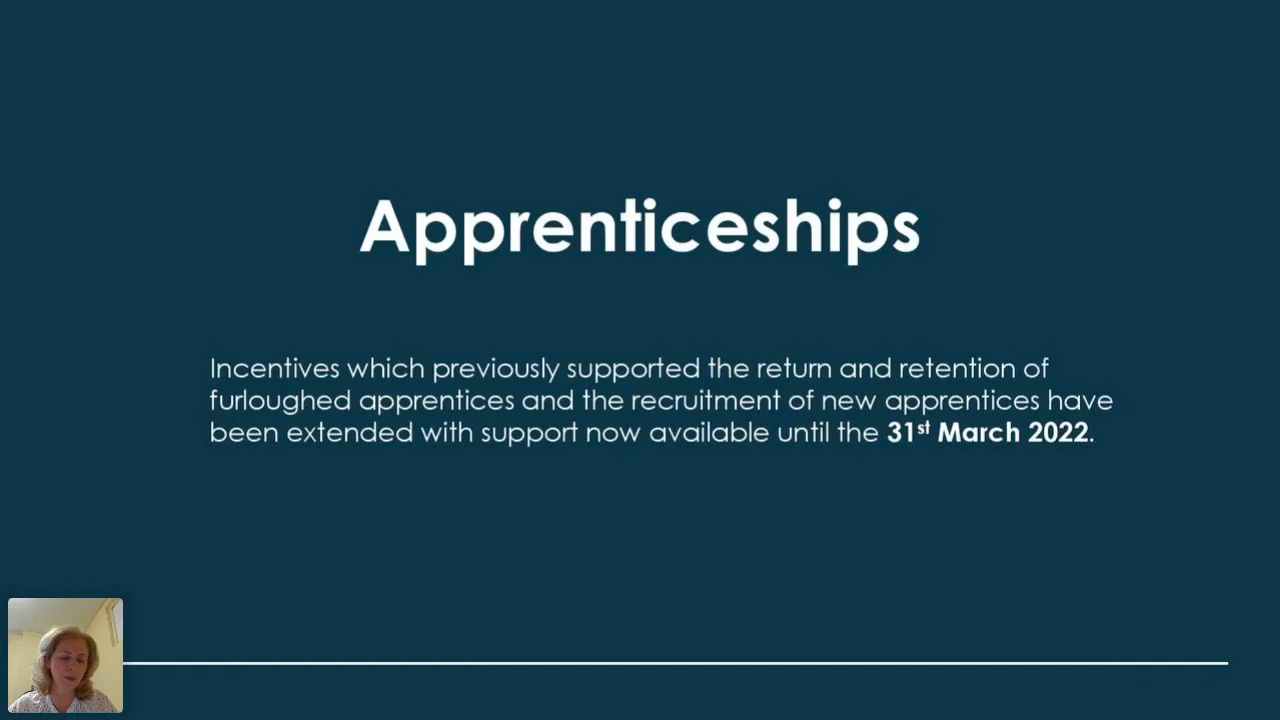 Apprenticeships
Incentives which previously supported the return and retention of
furloughed apprentices and the recruitment of new apprentices have
been extended with support now available until the 31st March 2022.